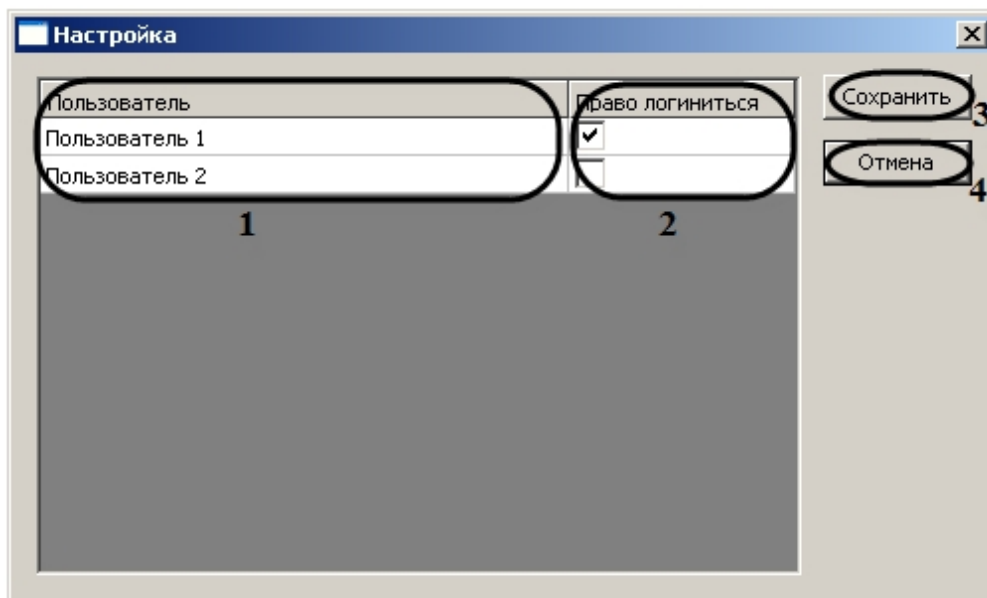 Настройка
Пользователь Право логиниться Сохранить
3
Пользователь 1
Пользователь 2 Отмена
4
1 2